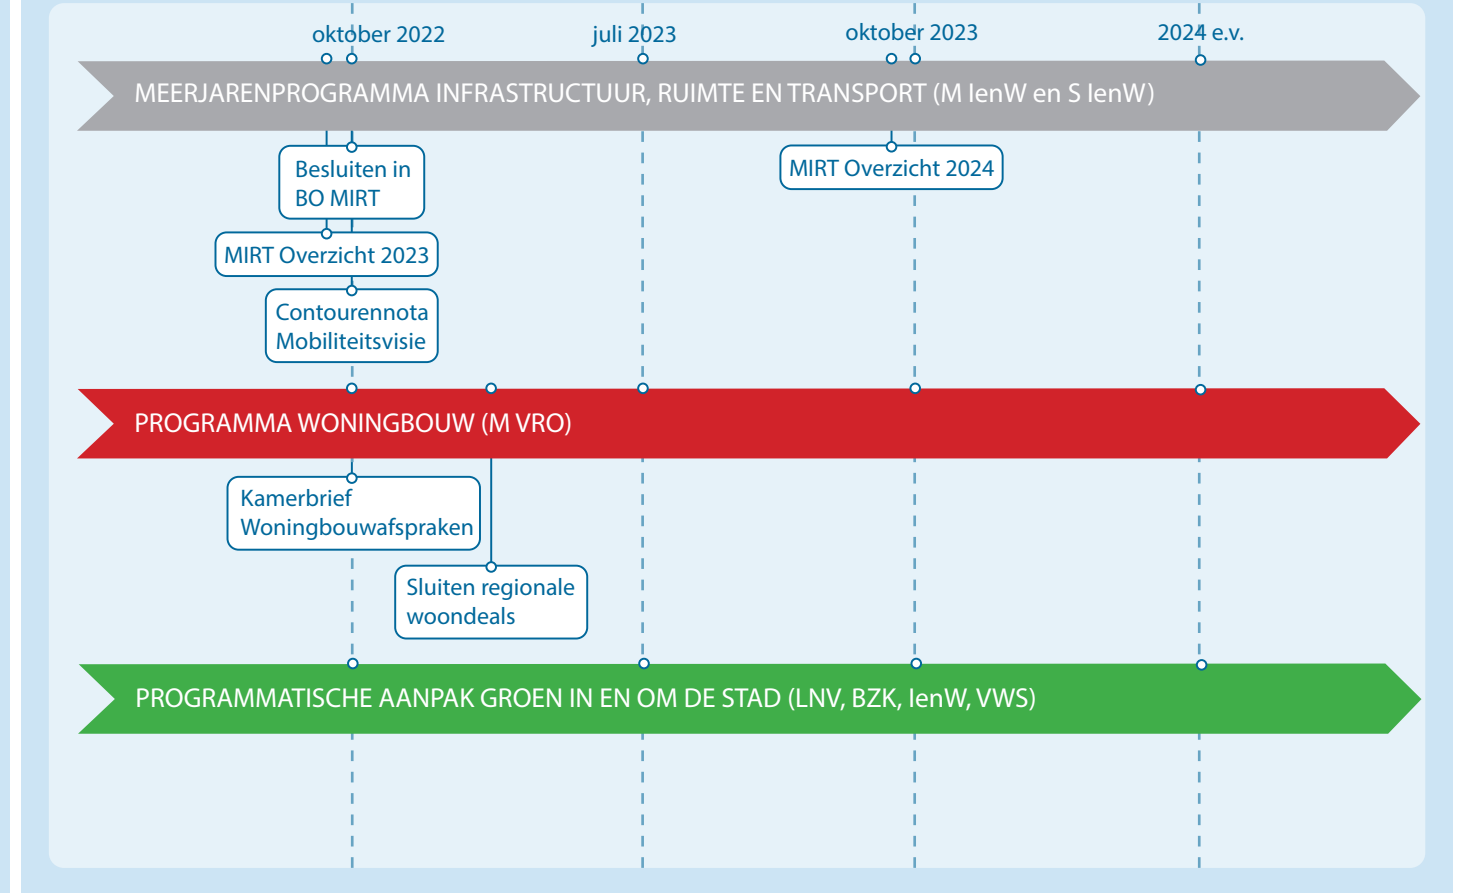 oktober 2022
juli 2023
oktober 2023
2024 e.v.
MEERJARENPROGRAMMA INFRASTRUCTUUR, RUIMTE EN TRANSPORT (M IenW en S IenW)
Besluiten in
BO MIRT
MIRT Overzicht 2024
MIRT Overzicht 2023
Contourennota
Mobiliteitsvisie
PROGRAMMA WONINGBOUW (M VRO)
Kamerbrief
Woningbouwafspraken
Sluiten regionale
woondeals
PROGRAMMATISCHE AANPAK GROEN IN EN OM DE STAD (LNV, BZK, IenW, VWS)